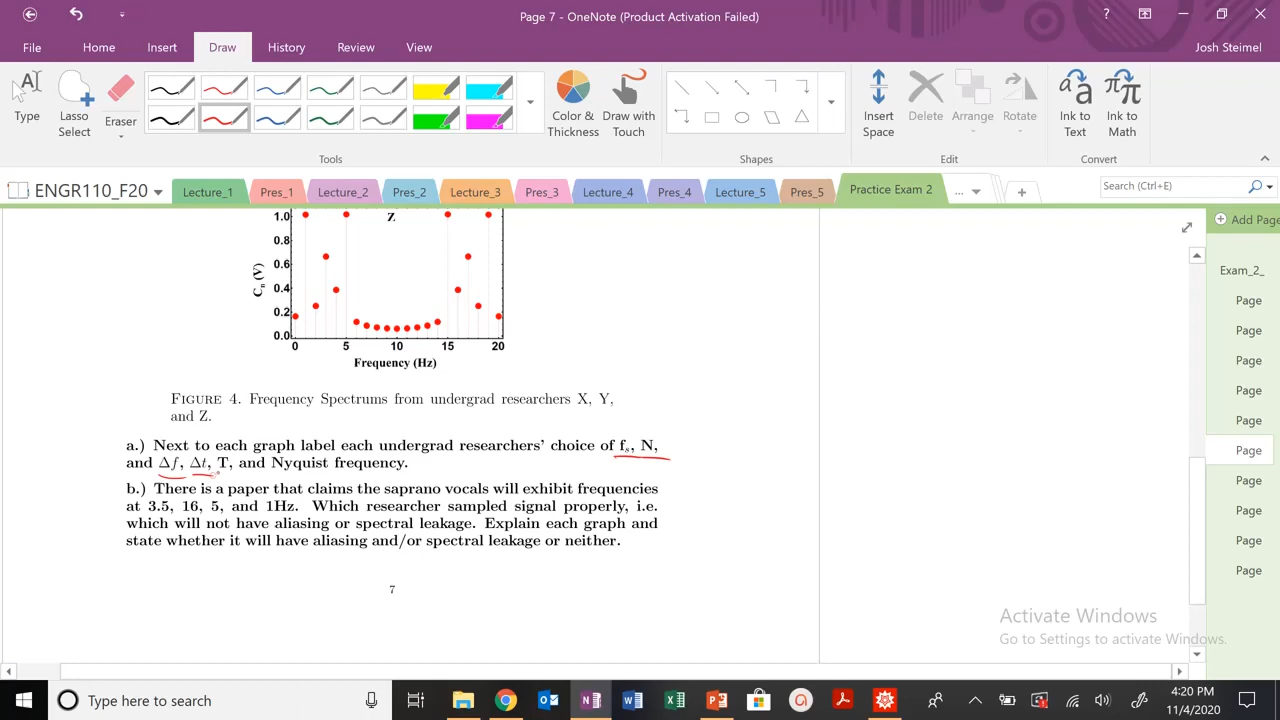 Page 7 - OneNote (Product Activation Failed)
?
File Home Insert Draw History Review View Josh Steimel
Type
Lasso Select
Eraser
Color & Thickness
Draw with Touch
Insert Space
Delete
Arrange
Rotate
Ink to Text
Ink to Math
Tools Shapes Edit Convert
ENGR110_F20 Lecture_1 Pres_1 Lecture_2 Pres_2 Lecture_3 Pres_3 Lecture_4 Pres_4 Lecture_5 Pres_5 Practice Exam 2 ... Search (Ctrl+E)
Add Page
Exam_2_
Page
Page
Page
Page
Page
Page
Page
Page
Page
Page
Z
1.0
0.8
0.6
0.4
0.2
0.0
Cn (V)
0 5 10 15 20
Frequency (Hz)
FIGURE 4. Frequency Spectrums from undergrad researchers X, Y,
and Z.
a.) Next to each graph label each undergrad researchers' choice of fs, N,
and Δf, Δt, T, and Nyquist frequency.
b.) There is a paper that claims the saprano vocals will exhibit frequencies
at 3.5, 16, 5, and 1Hz. Which researcher sampled signal properly, i.e.
which will not have aliasing or spectral leakage. Explain each graph and
state whether it will have aliasing and/or spectral leakage or neither.
7
Activate Windows
Go to Settings to activate Windows.
Type here to search
4:20 PM
11/4/2020